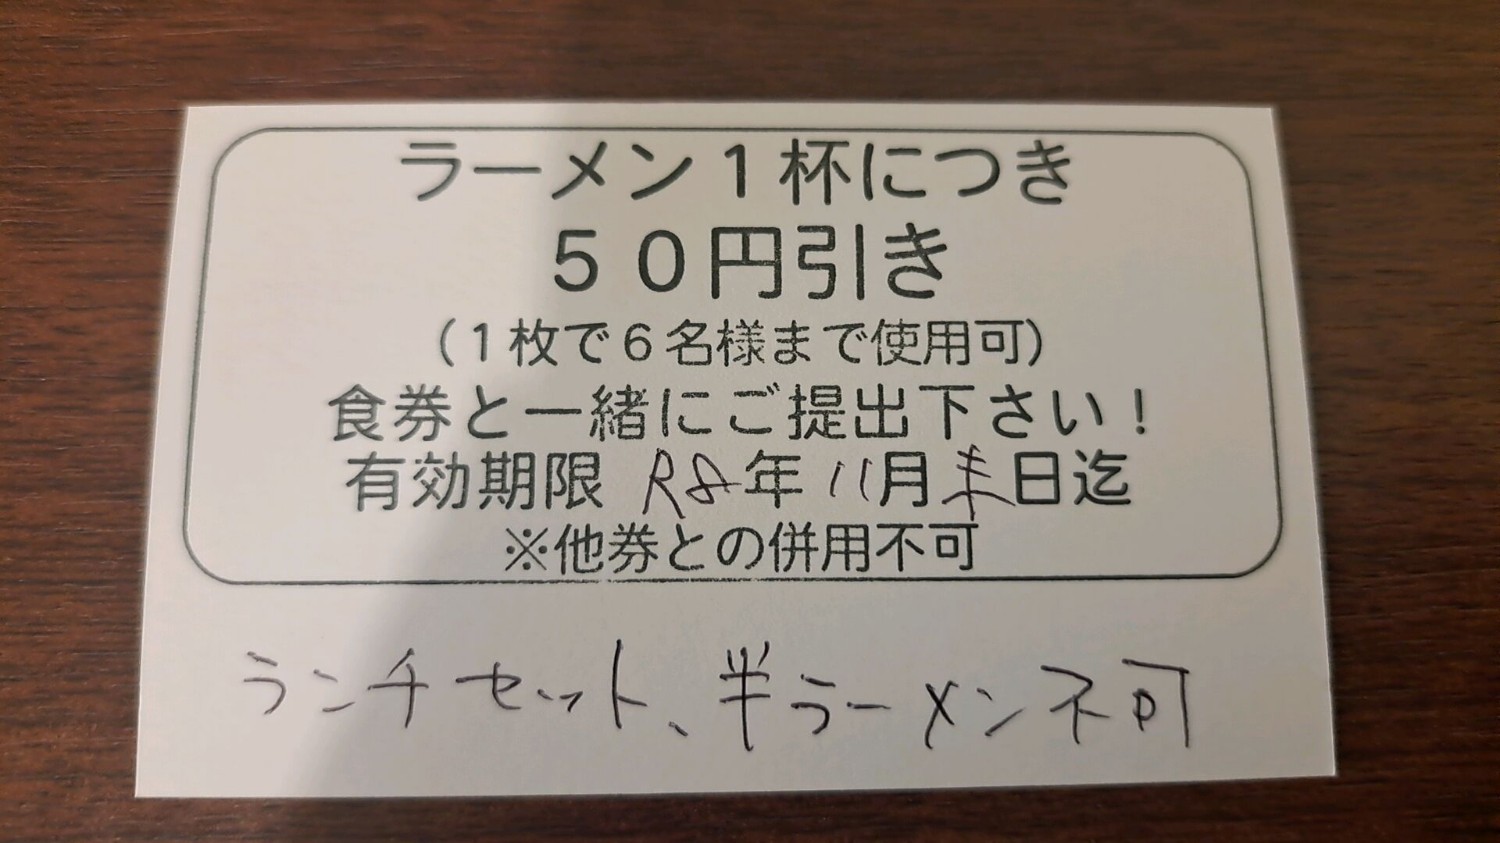 ラーメン１杯につき
５０円引き
（１枚で６名様まで使用可）
食券と一緒にご提出下さい！
有効期限 R8年 11月末日迄
※他券との併用不可
ランチセット、半ラーメン不可